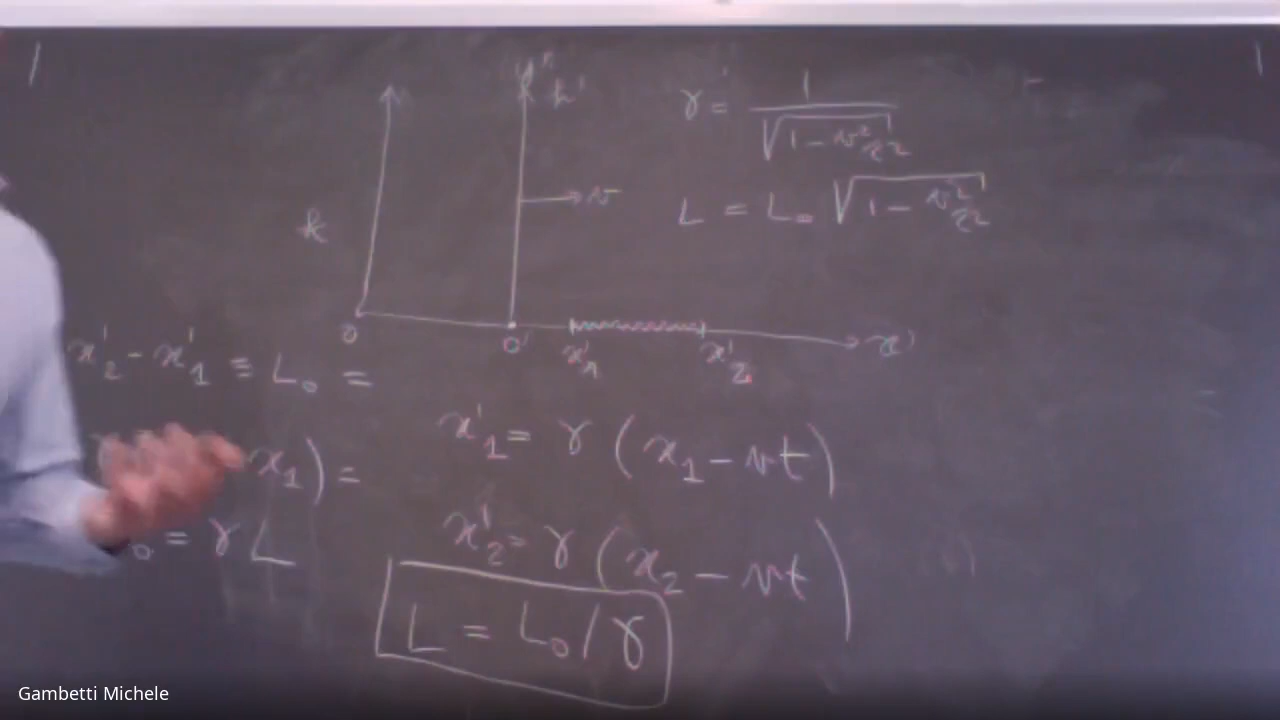 k
k'
→ v
γ = 1 / √(1 - v²/c²)
L = L₀ √(1 - v²/c²)
O
O'
x'₁
x'₂
x'
x'₂ - x'₁ ≡ L₀ =
x₁) =
₀ = γ L
x'₁ = γ (x₁ - vt)
x'₂ = γ (x₂ - vt)
L = L₀ / γ
Gambetti Michele